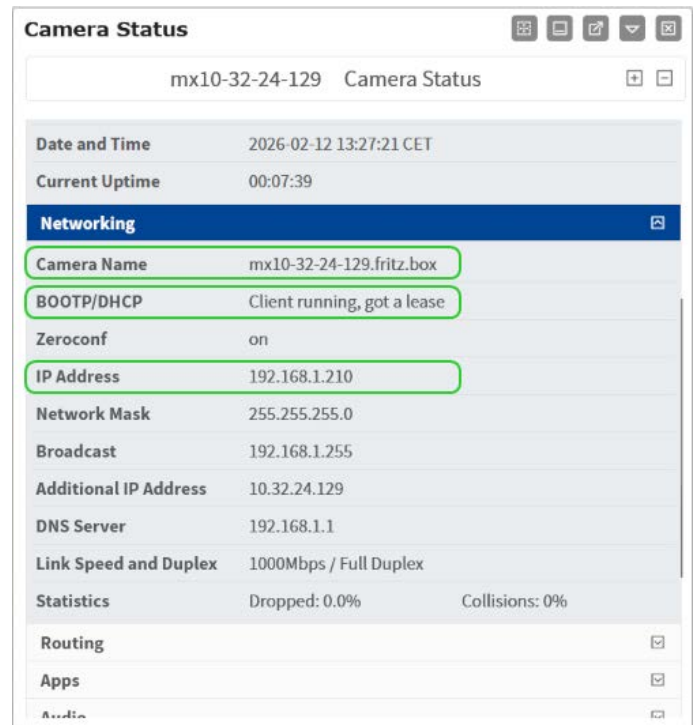 Camera Status
mx10-32-24-129 Camera Status
Date and Time 2026-02-12 13:27:21 CET
Current Uptime 00:07:39
Networking
Camera Name mx10-32-24-129.fritz.box
BOOTP/DHCP Client running, got a lease
Zeroconf on
IP Address 192.168.1.210
Network Mask 255.255.255.0
Broadcast 192.168.1.255
Additional IP Address 10.32.24.129
DNS Server 192.168.1.1
Link Speed and Duplex 1000Mbps / Full Duplex
Statistics Dropped: 0.0% Collisions: 0%
Routing
Apps
Audio